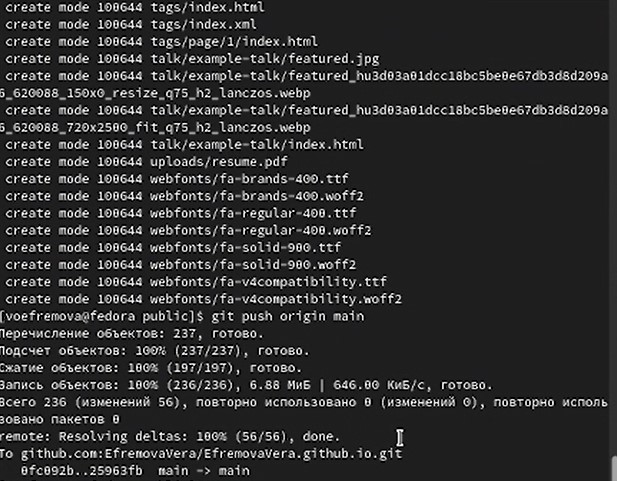 create mode 100644 tags/index.html
create mode 100644 tags/index.xml
create mode 100644 tags/page/1/index.html
create mode 100644 talk/example-talk/featured.jpg
create mode 100644 talk/example-talk/featured_hu3d03a01dcc18bc5be0e67db3d8d209a
6_620088_150x0_resize_q75_h2_lanczos.webp
create mode 100644 talk/example-talk/featured_hu3d03a01dcc18bc5be0e67db3d8d209a
6_620088_720x2500_fit_q75_h2_lanczos.webp
create mode 100644 talk/example-talk/index.html
create mode 100644 uploads/resume.pdf
create mode 100644 webfonts/fa-brands-400.ttf
create mode 100644 webfonts/fa-brands-400.woff2
create mode 100644 webfonts/fa-regular-400.ttf
create mode 100644 webfonts/fa-regular-400.woff2
create mode 100644 webfonts/fa-solid-900.ttf
create mode 100644 webfonts/fa-solid-900.woff2
create mode 100644 webfonts/fa-v4compatibility.ttf
create mode 100644 webfonts/fa-v4compatibility.woff2
[voefremova@fedora public]$ git push origin main
Перечисление объектов: 237, готово.
Подсчет объектов: 100% (237/237), готово.
Сжатие объектов: 100% (197/197), готово.
Запись объектов: 100% (236/236), 6.88 МиБ | 646.00 КиБ/с, готово.
Всего 236 (изменений 56), повторно использовано 0 (изменений 0), повторно исполь
зовано пакетов 0
remote: Resolving deltas: 100% (56/56), done.
To github.com:EfremovaVera/EfremovaVera.github.io.git
0fc092b..25963fb main -> main